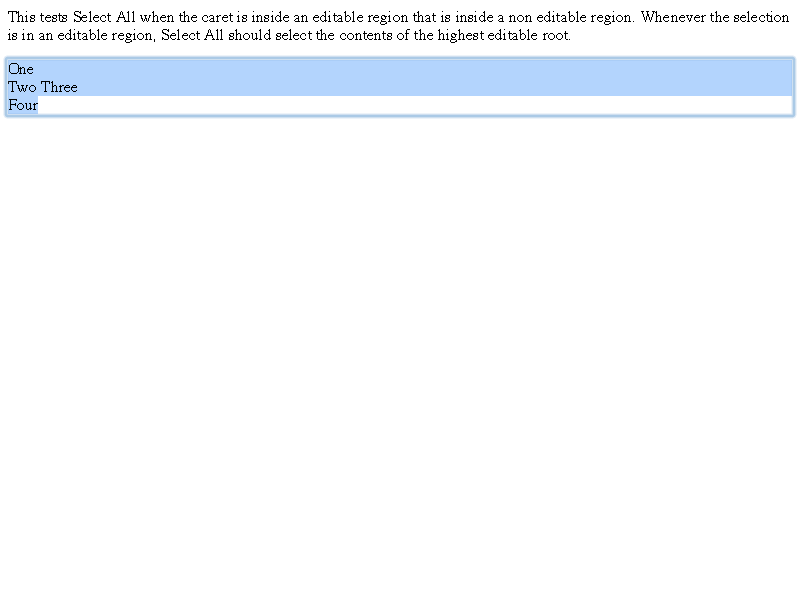 This tests Select All when the caret is inside an editable region that is inside a non editable region. Whenever the selection
is in an editable region, Select All should select the contents of the highest editable root.
One
Two Three
Four